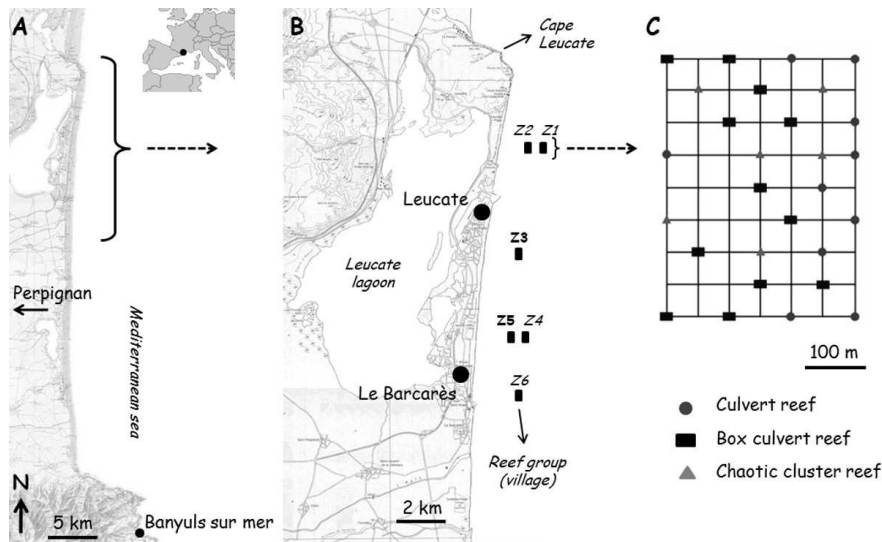 A
Perpignan
Mediterranean sea
N
5 km
Banyuls sur mer
B
Cape
Leucate
Z2 Z1
Leucate
Z3
Leucate
lagoon
Z5 Z4
Le Barcarès
Z6
Reef group
(village)
2 km
C
100 m
Culvert reef
Box culvert reef
Chaotic cluster reef